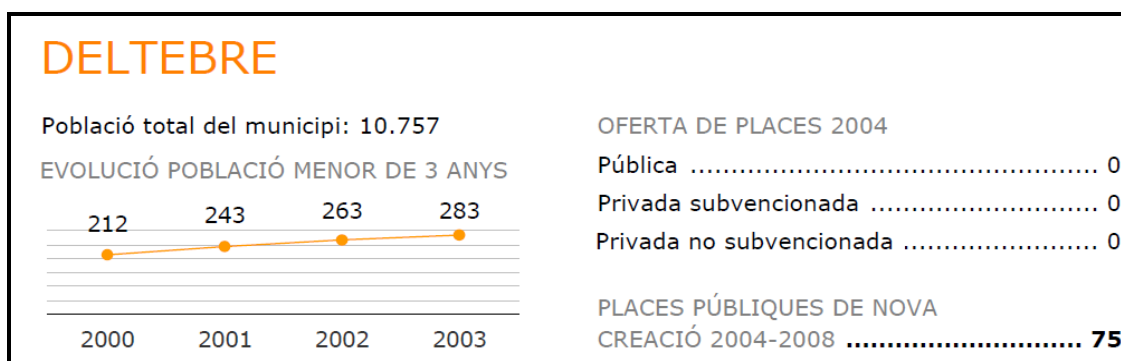 DELTEBRE
Població total del municipi: 10.757
EVOLUCIÓ POBLACIÓ MENOR DE 3 ANYS
212 243 263 283
2000 2001 2002 2003
OFERTA DE PLACES 2004
Pública .................................................. 0
Privada subvencionada ............................ 0
Privada no subvencionada ........................ 0
PLACES PÚBLIQUES DE NOVA
CREACIÓ 2004-2008 ............................. 75